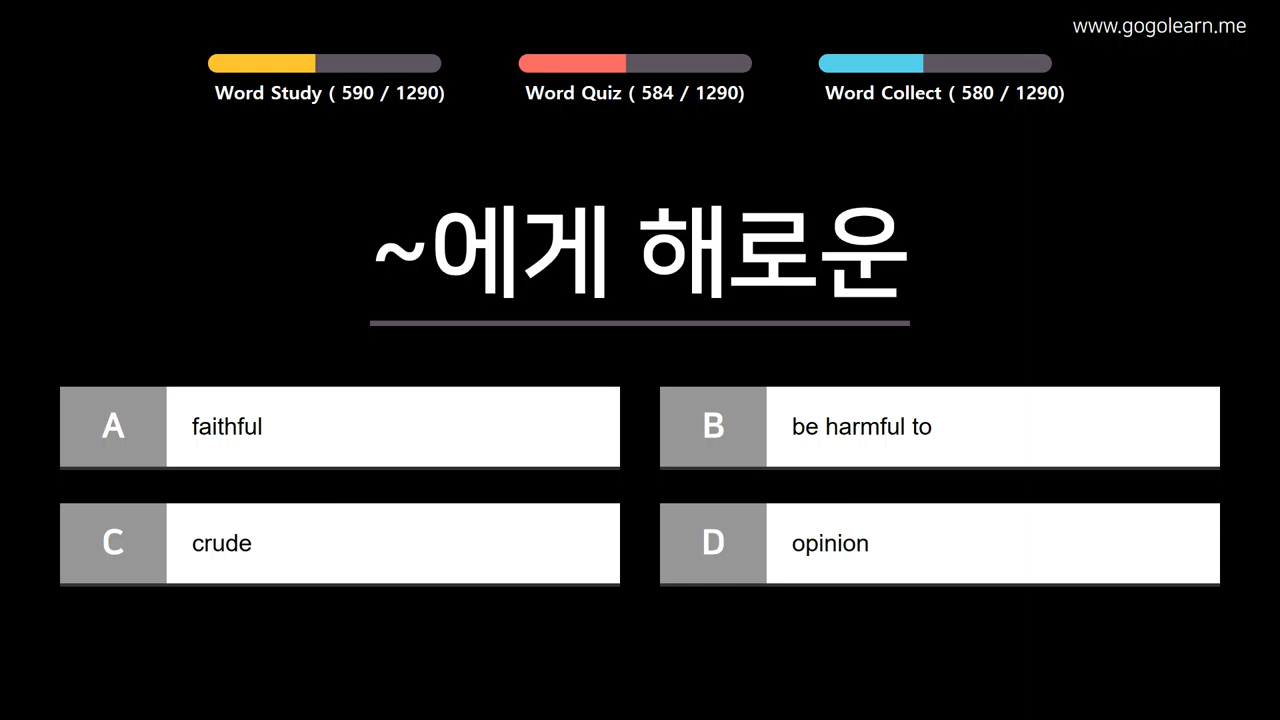 www.gogolearn.me
Word Study ( 590 / 1290)
Word Quiz ( 584 / 1290)
Word Collect ( 580 / 1290)
~에게 해로운
A faithful
B be harmful to
C crude
D opinion